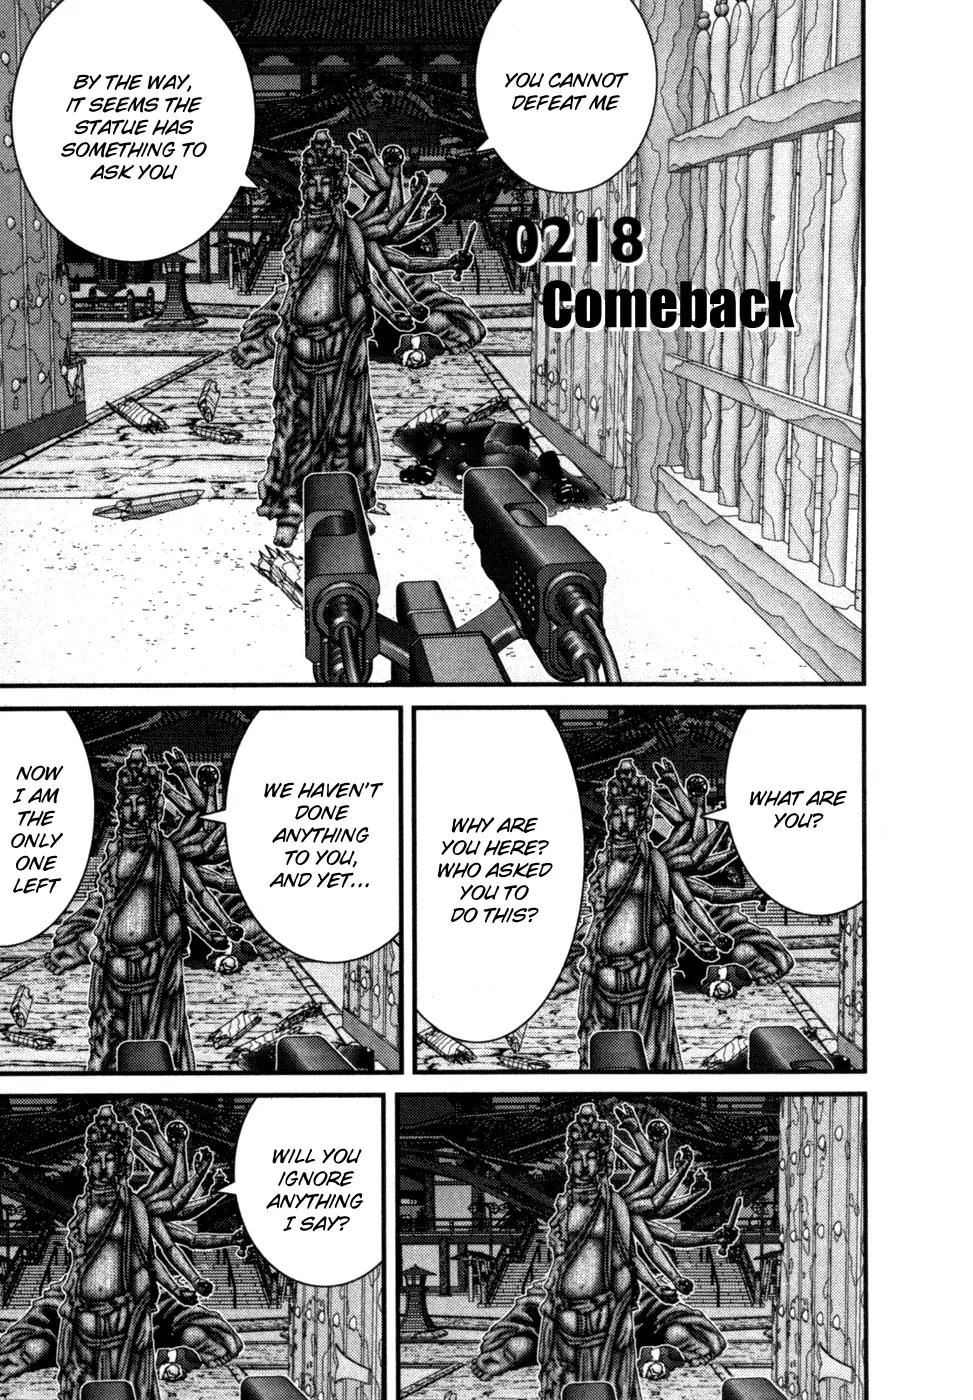 YOU CANNOT
DEFEAT ME
BY THE WAY,
IT SEEMS THE
STATUE HAS
SOMETHING TO
ASK YOU
0218
Comeback
WHAT ARE
YOU?
WHY ARE
YOU HERE?
WHO ASKED
YOU TO
DO THIS?
WE HAVEN'T
DONE
ANYTHING
TO YOU,
AND YET...
NOW
I AM
THE
ONLY
ONE
LEFT
WILL YOU
IGNORE
ANYTHING
I SAY?